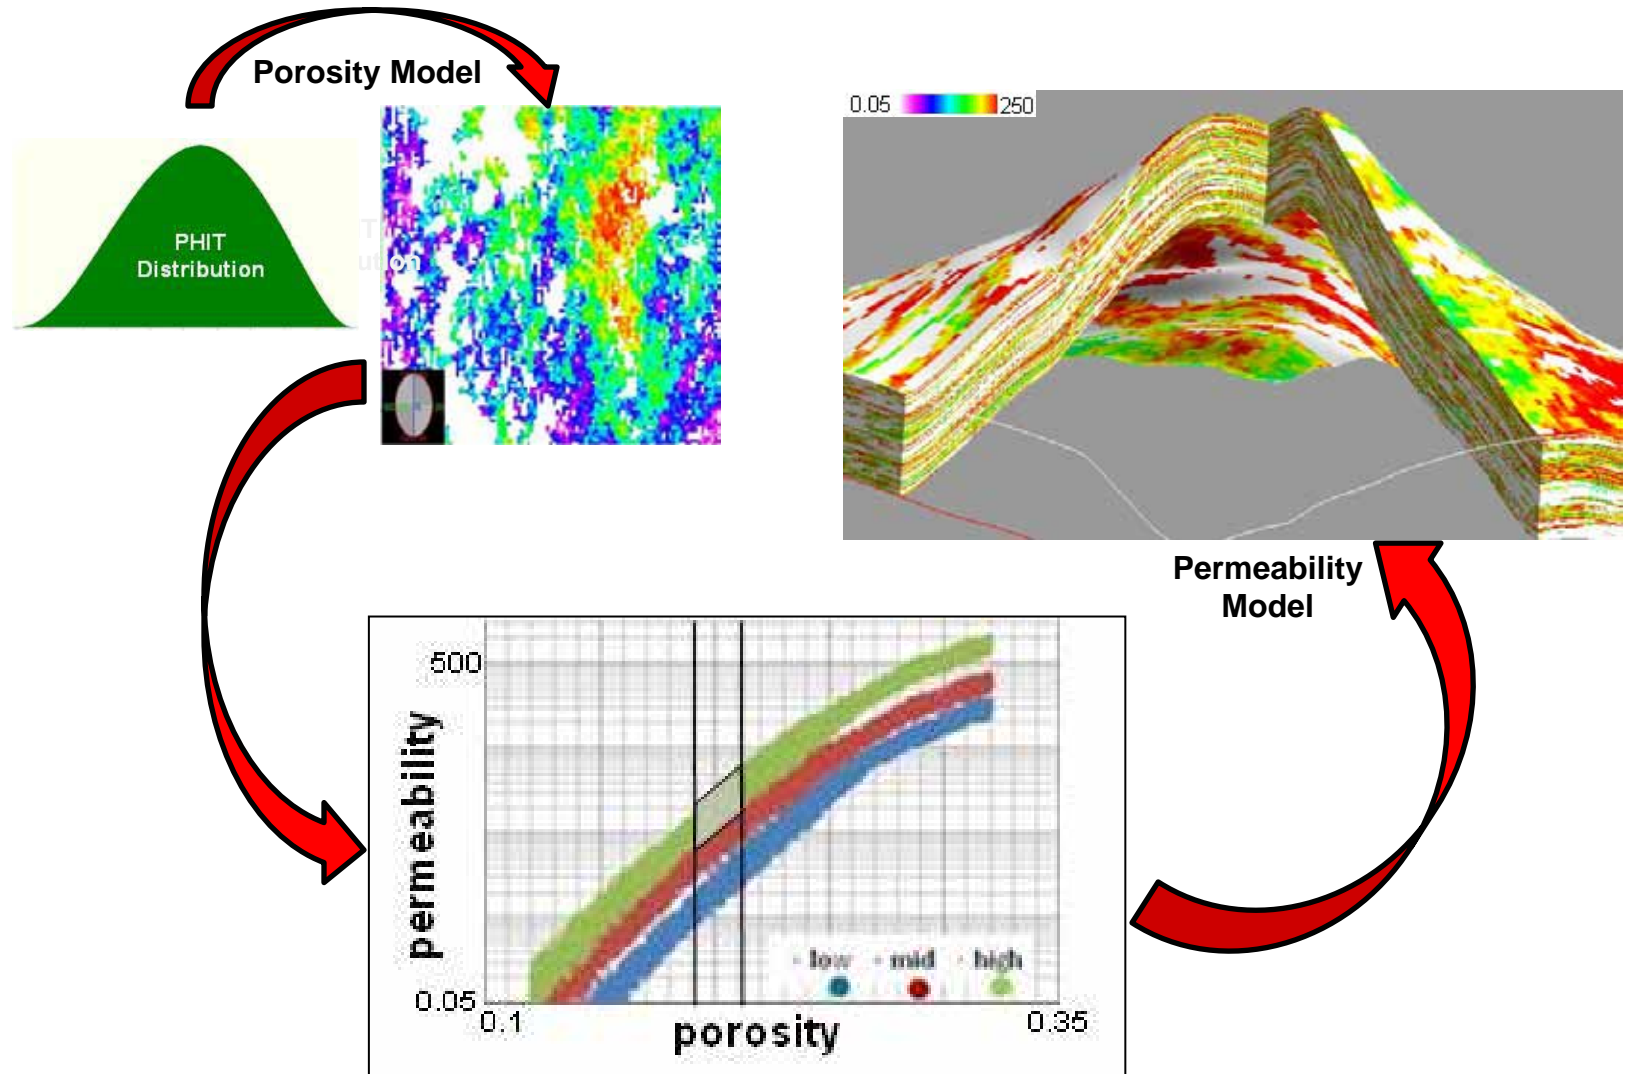 Porosity Model
PHIT
Distribution
0.05
250
Permeability
Model
permeability
500
0.05
low mid high
0.1
0.35
porosity